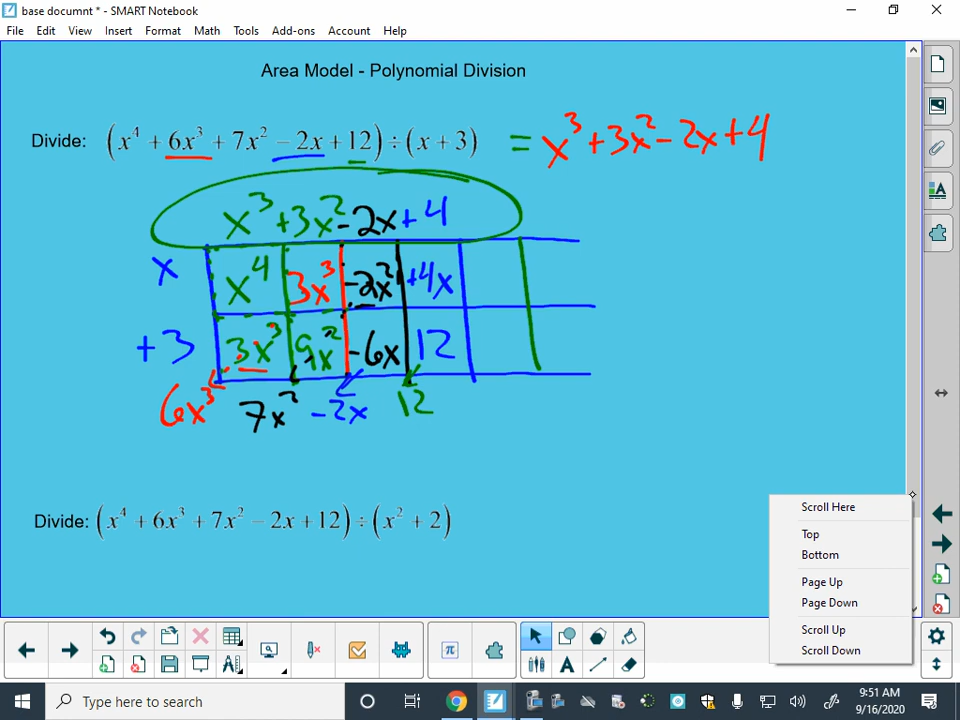 base documnt * - SMART Notebook
File Edit View Insert Format Math Tools Add-ons Account Help
Area Model - Polynomial Division
Divide: (x⁴ + 6x³ + 7x² − 2x + 12) ÷ (x + 3) = x³ + 3x² − 2x + 4
x³ + 3x² − 2x + 4
x x⁴ 3x³ −2x² +4x
+3 3x³ 9x² −6x 12
6x³ 7x² −2x 12
Divide: (x⁴ + 6x³ + 7x² − 2x + 12) ÷ (x² + 2)
Scroll Here
Top
Bottom
Page Up
Page Down
Scroll Up
Scroll Down
π A
Type here to search
9:51 AM
9/16/2020